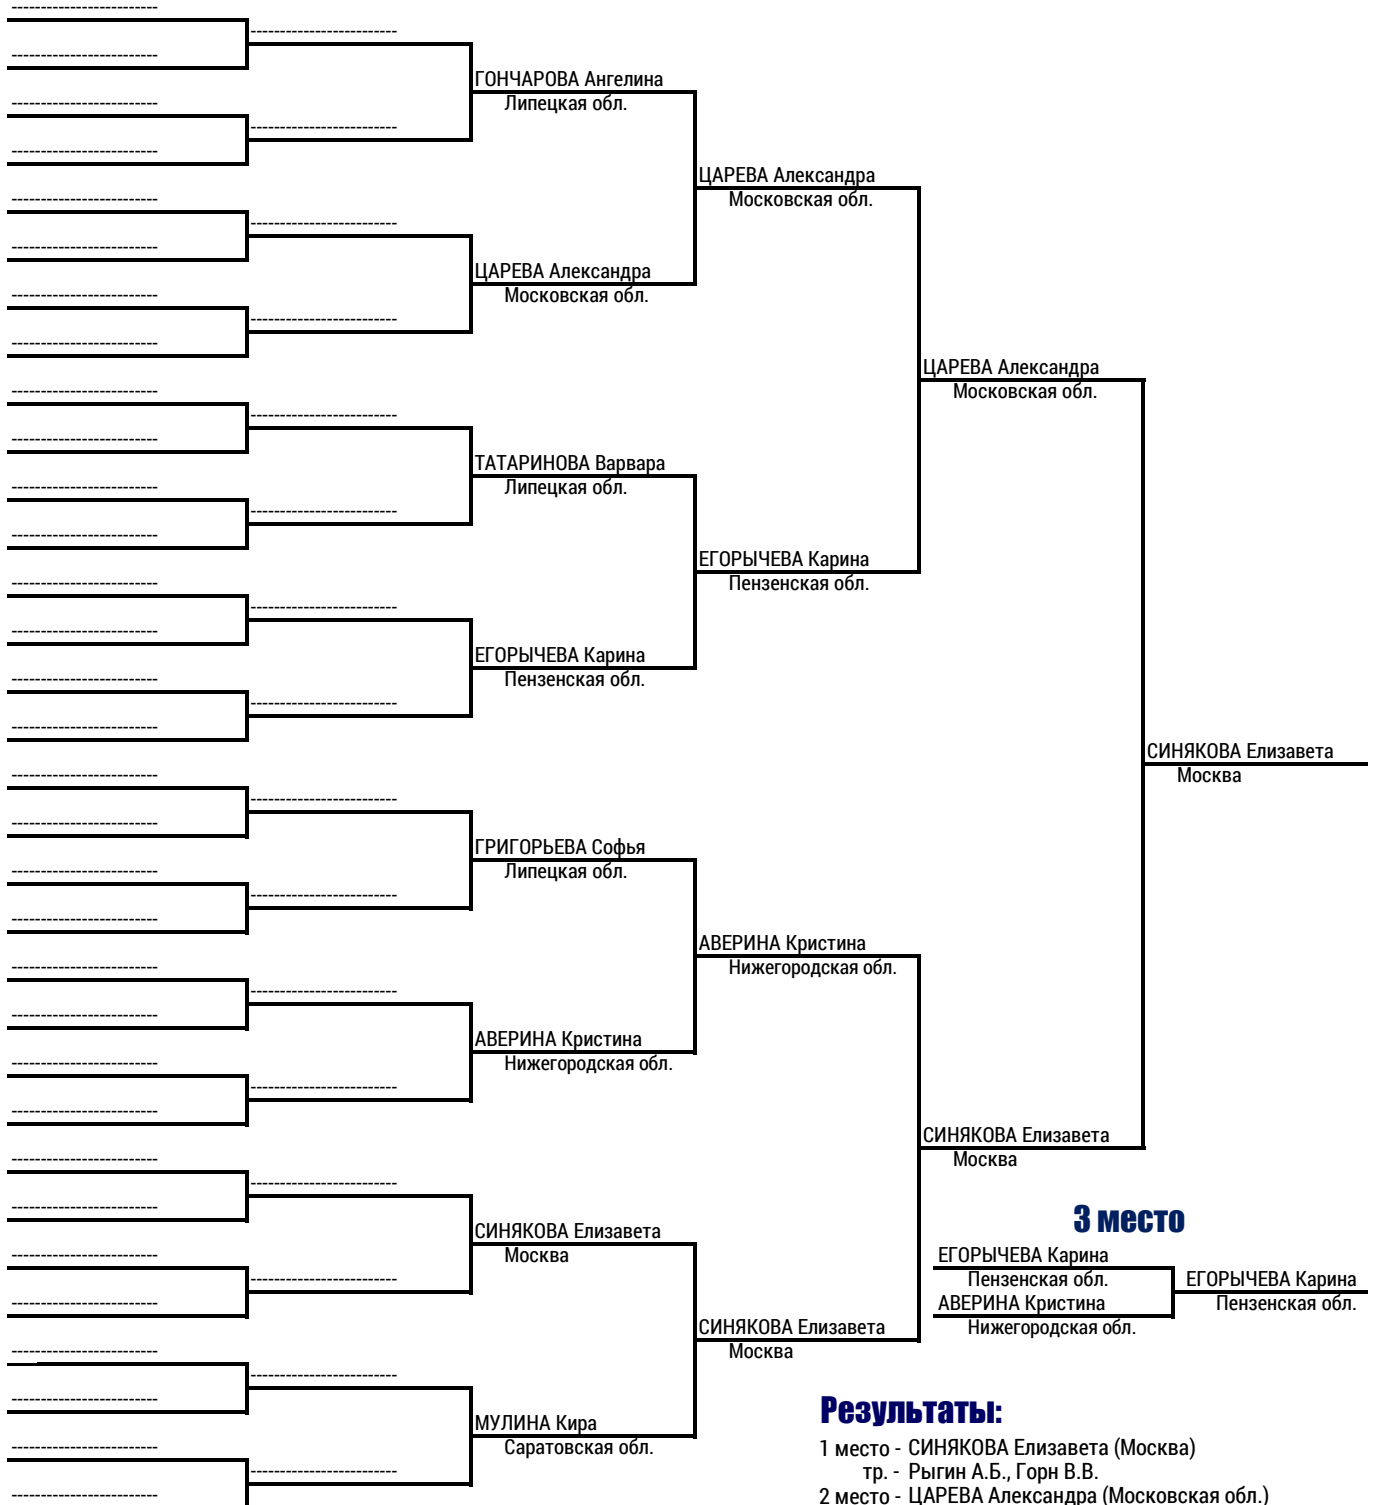 ГОНЧАРОВА Ангелина
Липецкая обл.
ЦАРЕВА Александра
Московская обл.
ЦАРЕВА Александра
Московская обл.
ЦАРЕВА Александра
Московская обл.
ТАТАРИНОВА Варвара
Липецкая обл.
ЕГОРЫЧЕВА Карина
Пензенская обл.
ЕГОРЫЧЕВА Карина
Пензенская обл.
СИНЯКОВА Елизавета
Москва
ГРИГОРЬЕВА Софья
Липецкая обл.
АВЕРИНА Кристина
Нижегородская обл.
АВЕРИНА Кристина
Нижегородская обл.
СИНЯКОВА Елизавета
Москва
СИНЯКОВА Елизавета
Москва
СИНЯКОВА Елизавета
Москва
МУЛИНА Кира
Саратовская обл.
3 место
ЕГОРЫЧЕВА Карина
Пензенская обл.
АВЕРИНА Кристина
Нижегородская обл.
ЕГОРЫЧЕВА Карина
Пензенская обл.
Результаты:
1 место - СИНЯКОВА Елизавета (Москва)
тр. - Рыгин А.Б., Горн В.В.
2 место - ЦАРЕВА Александра (Московская обл.)